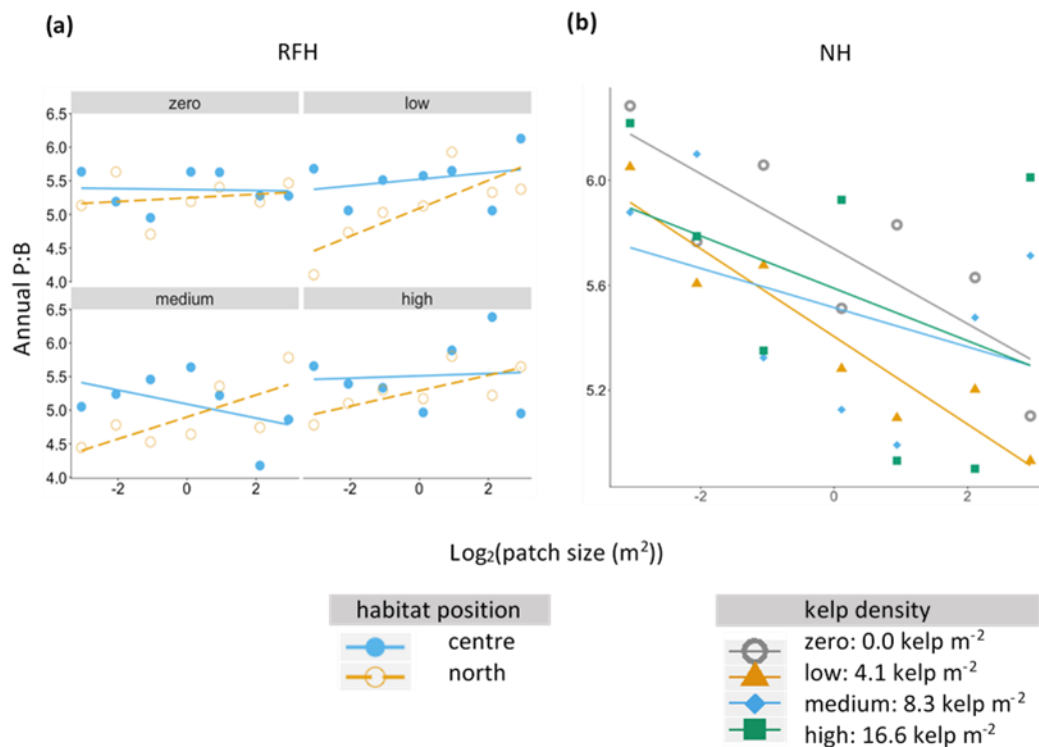 (a)
(b)
RFH
NH
zero
low
6.5
6.0
5.5
5.0
4.5
4.0
medium
high
6.5
6.0
5.5
5.0
4.5
4.0
Annual P:B
-2 0 2
-2 0 2
6.0
5.6
5.2
-2 0 2
Log₂(patch size (m²))
habitat position
centre
north
kelp density
zero: 0.0 kelp m⁻²
low: 4.1 kelp m⁻²
medium: 8.3 kelp m⁻²
high: 16.6 kelp m⁻²